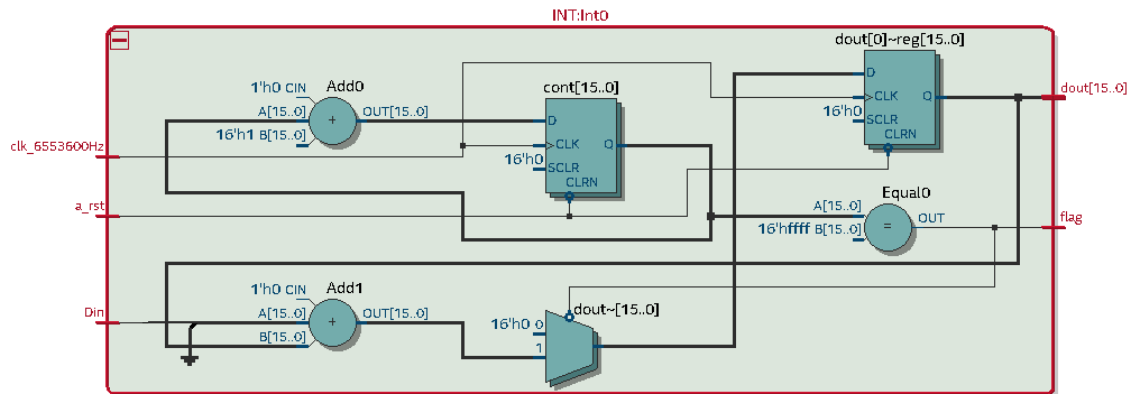 INT:Int0
dout[0]~reg[15..0]
Add0
1'h0 CIN
A[15..0]
16'h1 B[15..0]
OUT[15..0]
+
cont[15..0]
D
CLK
16'h0
SCLR
CLRN
Q
D
CLK
16'h0
SCLR
CLRN
Q
dout[15..0]
clk_6553600Hz
a_rst
Equal0
A[15..0]
16'hffff B[15..0]
=
OUT
flag
Add1
1'h0 CIN
A[15..0]
B[15..0]
OUT[15..0]
+
Din
dout~[15..0]
16'h0 0
1